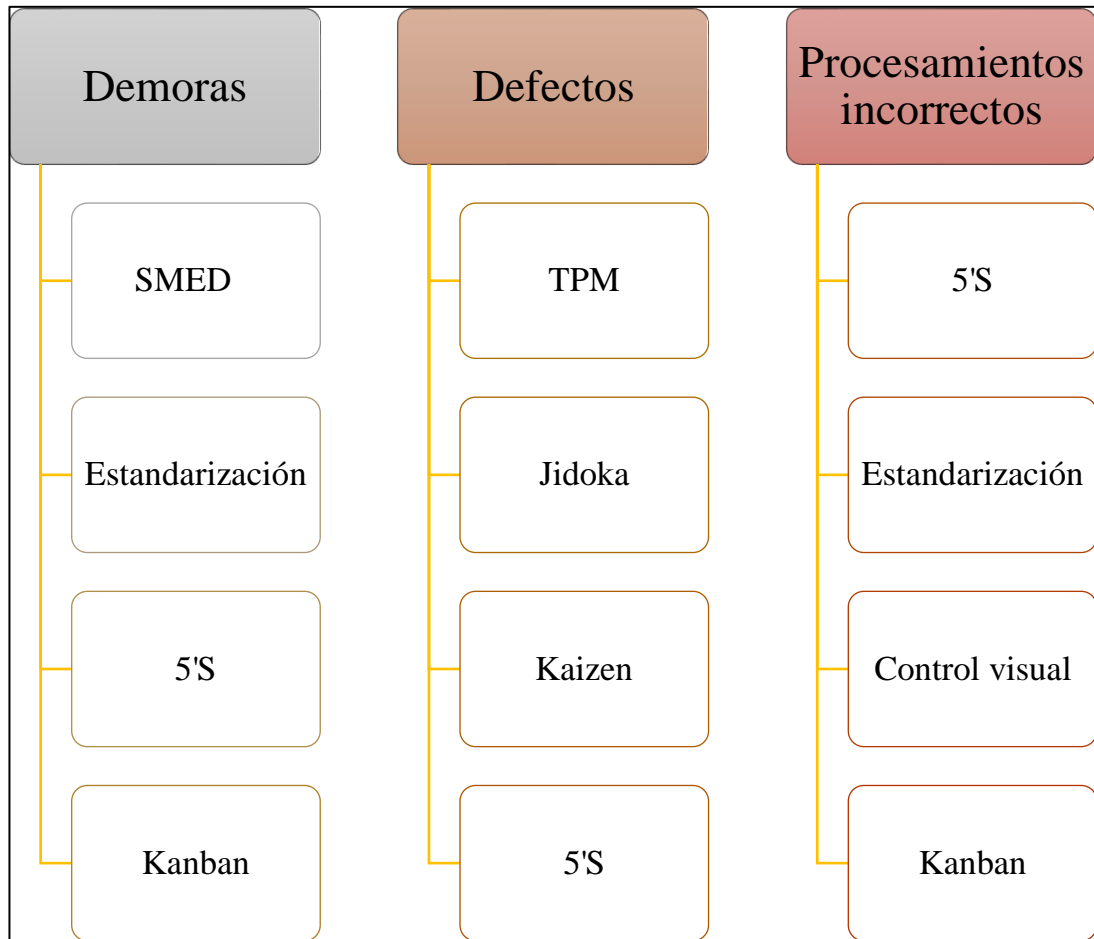 Demoras
SMED
Estandarización
5'S
Kanban
Defectos
TPM
Jidoka
Kaizen
5'S
Procesamientos
incorrectos
5'S
Estandarización
Control visual
Kanban